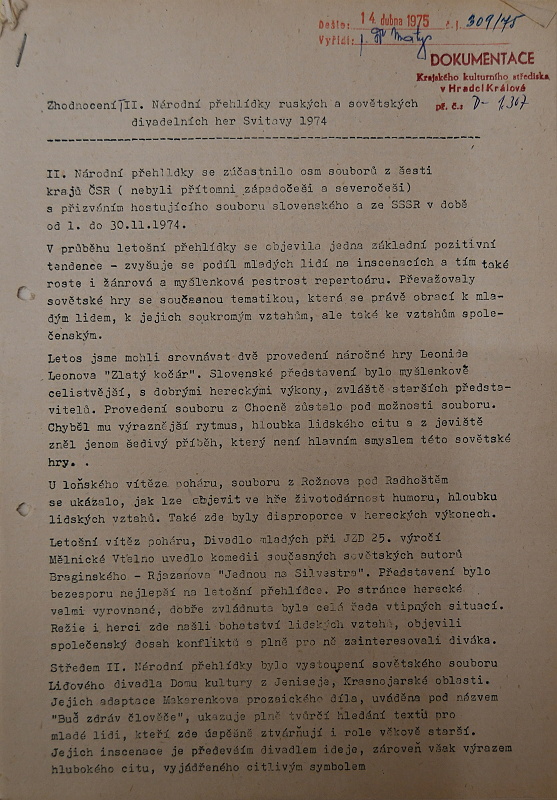 Došlo: 14 dubna 1975 č.j. 309/75
Vyřídí:
DOKUMENTACE
Krajského kulturního střediska
v Hradci Králové
př. č.: D- 1.367
Zhodnocení II. Národní přehlídky ruských a sovětských
divadelních her Svitavy 1974
II. Národní přehlídky se zúčastnilo osm souborů z šesti
krajů ČSR ( nebyli přítomni západočeši a severočeši)
s přizváním hostujícího souboru slovenského a ze SSSR v době
od 1. do 30.11.1974.
V průběhu letošní přehlídky se objevila jedna základní pozitivní
tendence - zvyšuje se podíl mladých lidí na inscenacích a tím také
roste i žánrová a myšlenková pestrost repertoáru. Převažovaly
sovětské hry se současnou tematikou, která se právě obrací k mla-
dým lidem, k jejich soukromým vztahům, ale také ke vztahům spole-
čenským.
Letos jsme mohli srovnávat dvě provedení náročné hry Leonida
Leonova "Zlatý kočár". Slovenské představení bylo myšlenkově
celistvější, s dobrými hereckými výkony, zvláště starších předsta-
vitelů. Provedení souboru z Chocně zůstalo pod možností souboru.
Chyběl mu výraznější rytmus, hloubka lidského citu a z jeviště
zněl jenom šedivý příběh, který není hlavním smyslem této sovětské
hry. .
U loňského vítěze poháru, souboru z Rožnova pod Radhoštěm
se ukázalo, jak lze objevit ve hře životodárnost humoru, hloubku
lidských vztahů. Také zde byly disproporce v hereckých výkonech.
Letošní vítěz poháru, Divadlo mladých při JZD 25. výročí
Mělnické Vtelno uvedlo komedii současných sovětských autorů
Braginského - Rjazanova "Jednou na Silvestra". Představení bylo
bezesporu nejlepší na letošní přehlídce. Po stránce herecké
velmi vyrovnané, dobře zvládnuta byla celá řada vtipných situací.
Režie i herci zde našli bohatství lidských vztahů, objevili
společenský dosah konfliktů a plně pro ně zainteresovali diváka.
Středem II. Národní přehlídky bylo vystoupení sovětského souboru
Lidového divadla Domu kultury z Jeniseje, Krasnojarské oblasti.
Jejich adaptace Makarenkova prozaického díla, uváděna pod názvem
"Buď zdráv člověče", ukazuje plně tvůrčí hledání textů pro
mladé lidi, kteří zde úspěšně ztvárňují i role věkově starší.
Jejich inscenace je především divadlem ideje, zároveň však výrazem
hlubokého citu, vyjádřeného citlivým symbolem